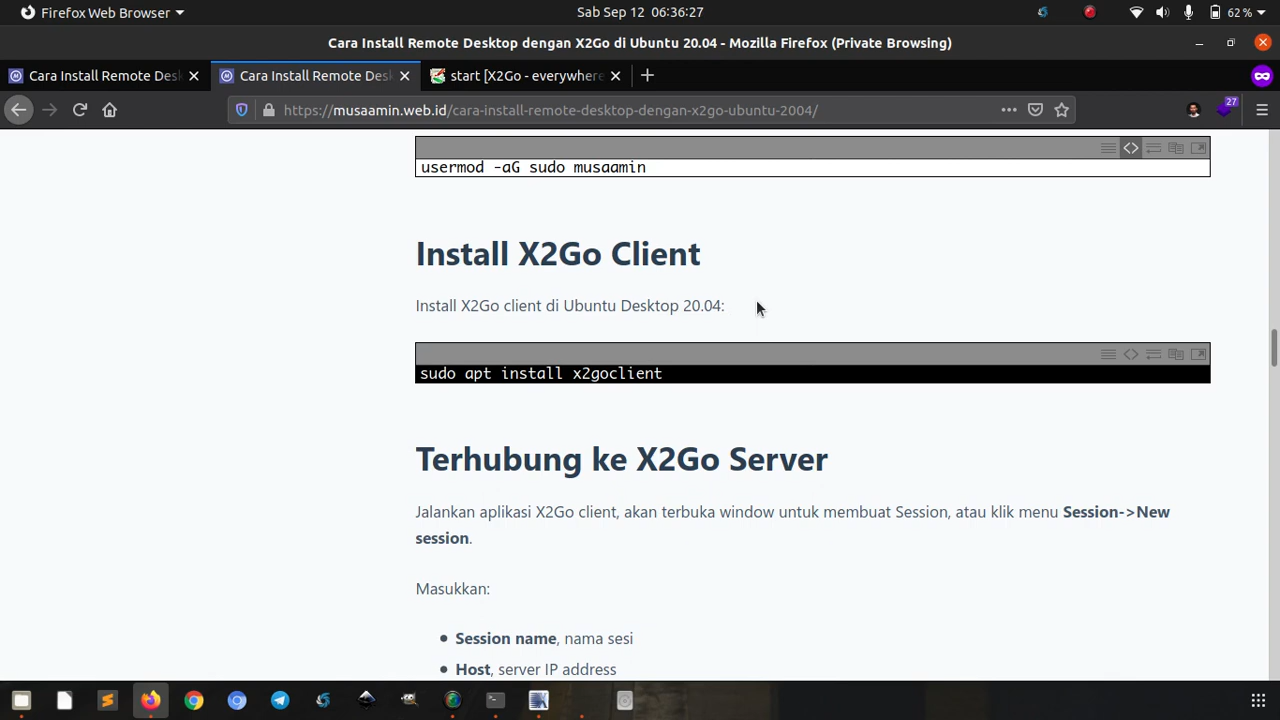 Firefox Web Browser
Sab Sep 12 06:36:27
62 %
Cara Install Remote Desktop dengan X2Go di Ubuntu 20.04 - Mozilla Firefox (Private Browsing)
Cara Install Remote Des
Cara Install Remote Des
start [X2Go - everywhere
https://musaamin.web.id/cara-install-remote-desktop-dengan-x2go-ubuntu-2004/
27
usermod -aG sudo musaamin
Install X2Go Client
Install X2Go client di Ubuntu Desktop 20.04:
sudo apt install x2goclient
Terhubung ke X2Go Server
Jalankan aplikasi X2Go client, akan terbuka window untuk membuat Session, atau klik menu Session->New
session.
Masukkan:
Session name, nama sesi
Host, server IP address